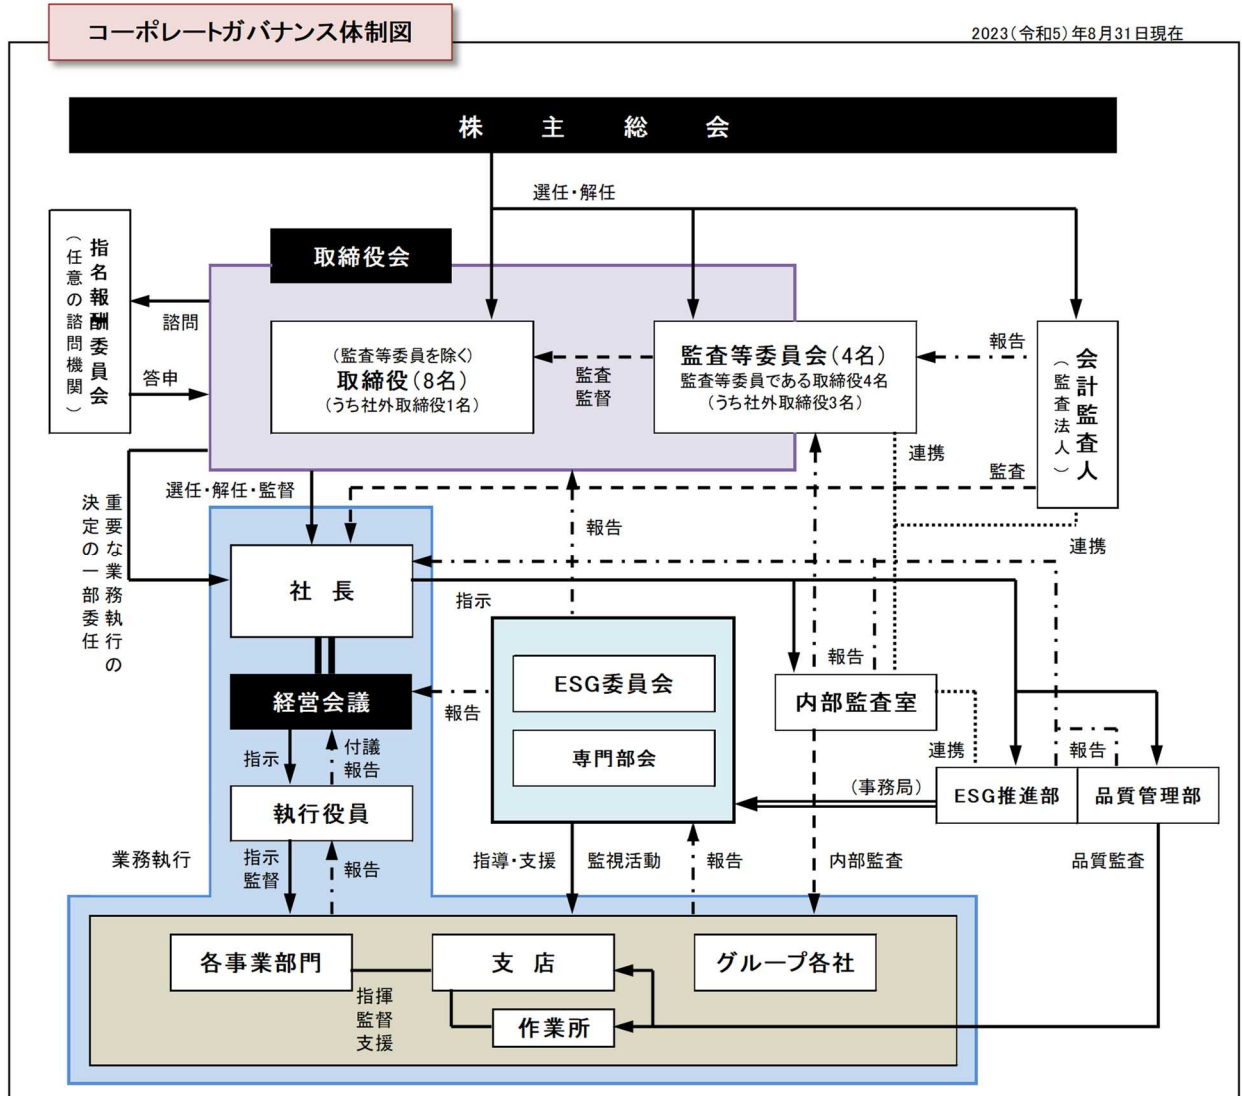 コーポレートガバナンス体制図
2023(令和5)年8月31日現在
株主総会
選任・解任
指名報酬委員会
(任意の諮問機関)
諮問
答申
取締役会
(監査等委員を除く)
取締役(8名)
(うち社外取締役1名)
監査
監督
監査等委員会(4名)
監査等委員である取締役4名
(うち社外取締役3名)
報告
会計監査人
(監査法人)
連携
監査
連携
重要な業務執行の
決定の一部委任
選任・解任・監督
報告
社長
指示
経営会議
報告
ESG委員会
専門部会
報告
内部監査室
連携
報告
指示
付議
報告
執行役員
(事務局)
ESG推進部
品質管理部
業務執行
指示
監督
報告
指導・支援
監視活動
報告
内部監査
品質監査
各事業部門
支店
グループ各社
指揮
監督
支援
作業所